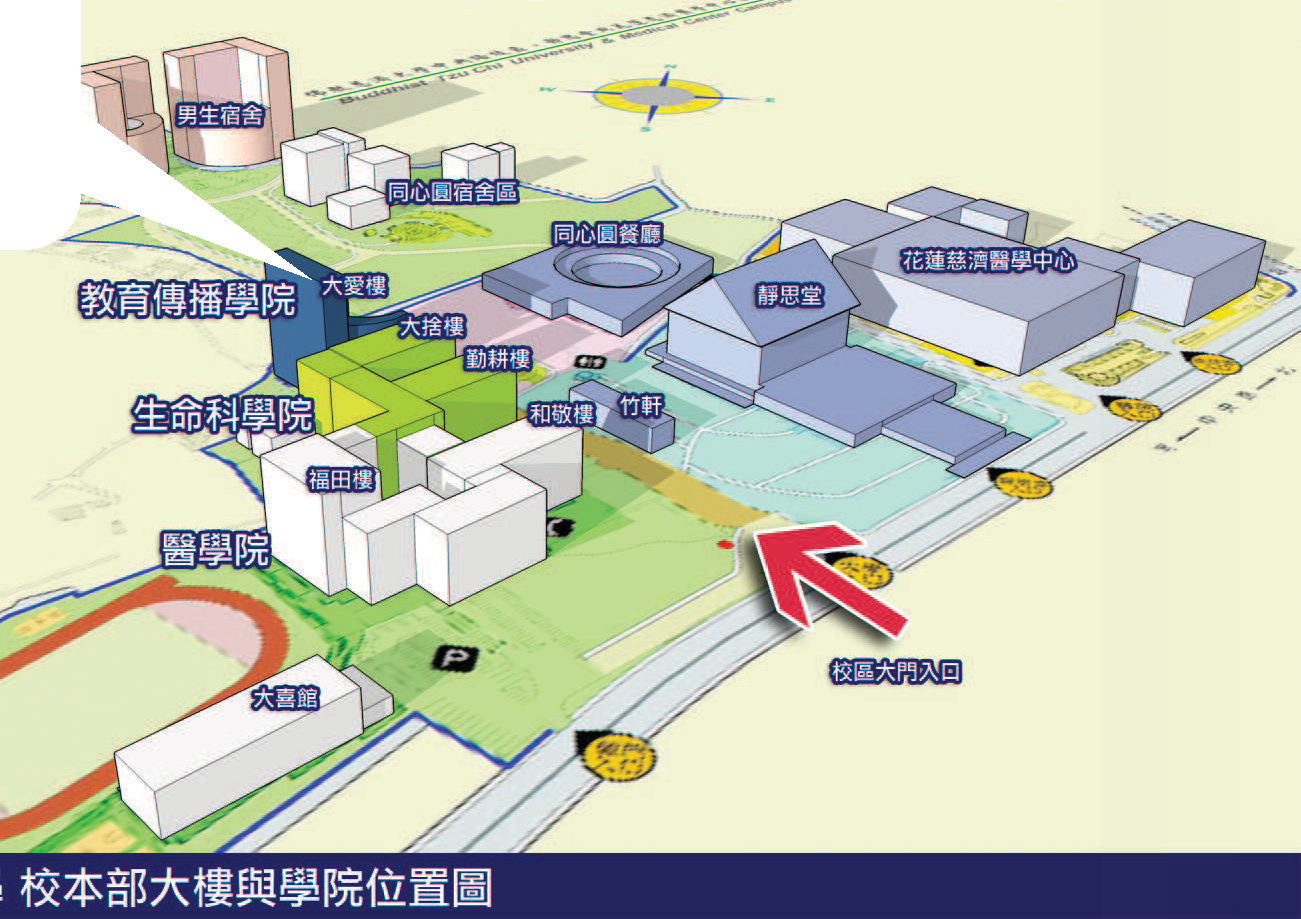 Buddhist Tzu Chi University & Medical Center Campus
N
W
E
S
男生宿舍
同心圓宿舍區
同心圓餐廳
花蓮慈濟醫學中心
靜思堂
大愛樓
教育傳播學院
大捨樓
勤耕樓
竹軒
和敬樓
生命科學院
福田樓
醫學院
P
校區大門入口
大喜館
校本部大樓與學院位置圖